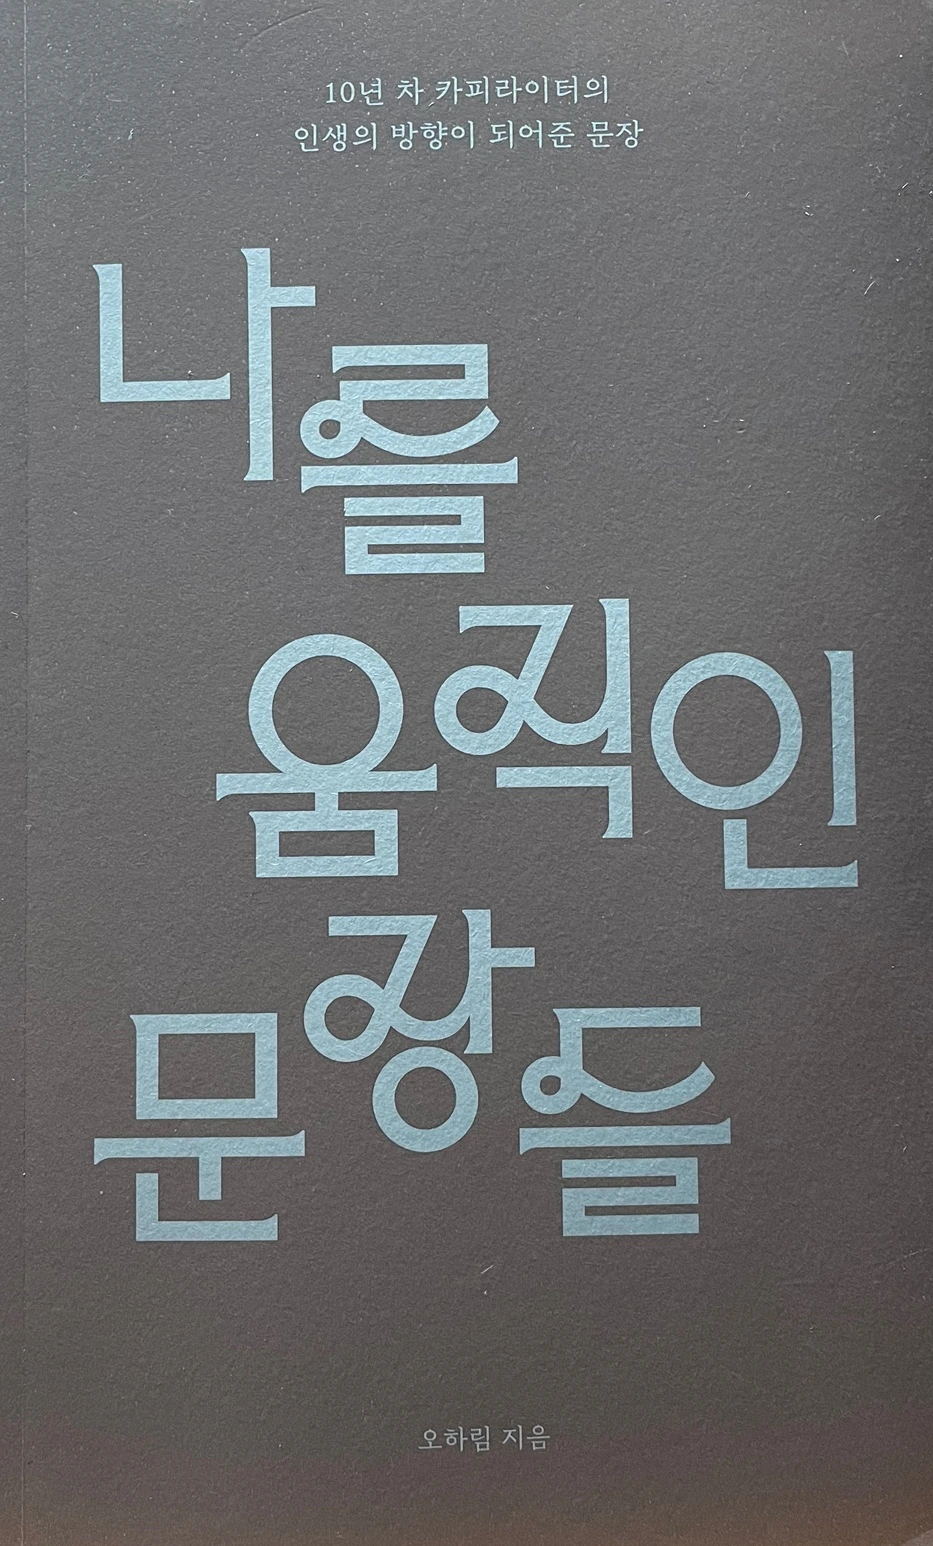 10년 차 카피라이터의
인생의 방향이 되어준 문장
나를
움직인
문장들
오하림 지음